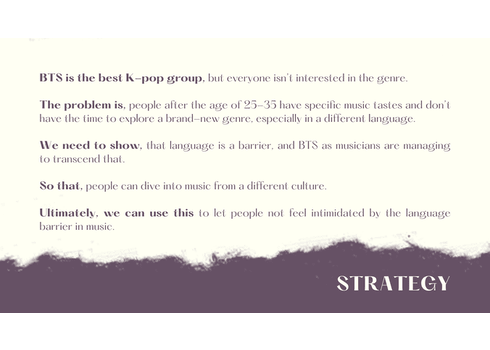 BTS is the best K-pop group, but everyone isn't interested in the genre.
The problem is, people after the age of 25-35 have specific music tastes and don't
have the time to explore a brand-new genre, especially in a different language.
We need to show, that language is a barrier, and BTS as musicians are managing
to transcend that.
So that, people can dive into music from a different culture.
Ultimately, we can use this to let people not feel intimidated by the language
barrier in music.
STRATEGY